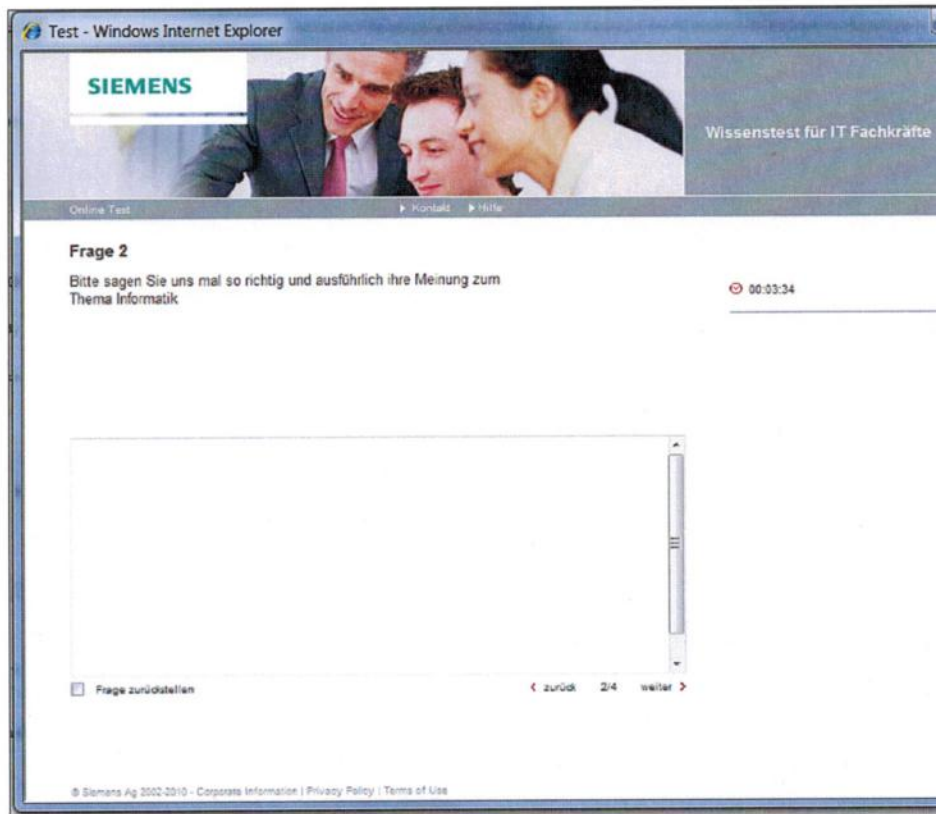 Test - Windows Internet Explorer
SIEMENS
Wissenstest für IT Fachkräfte
Online Test
Kontakt
Hilfe
Frage 2
Bitte sagen Sie uns mal so richtig und ausführlich ihre Meinung zum
Thema Informatik
00:03:34
Frage zurückstellen
zurück 2/4 weiter
© Siemens Ag 2002-2010 - Corporate Information | Privacy Policy | Terms of Use